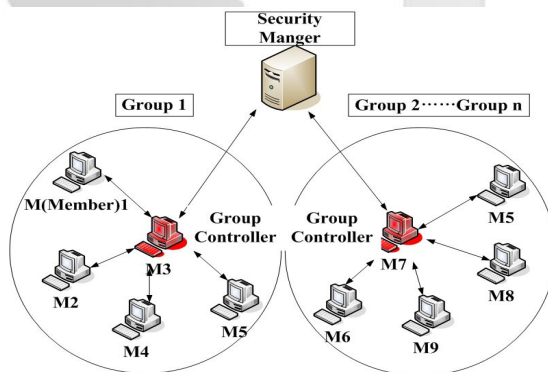 Security
Manger
Group 1
Group 2······Group n
M(Member)1
Group
Controller
M3
M2
M4
M5
Group
Controller
M7
M5
M8
M6
M9